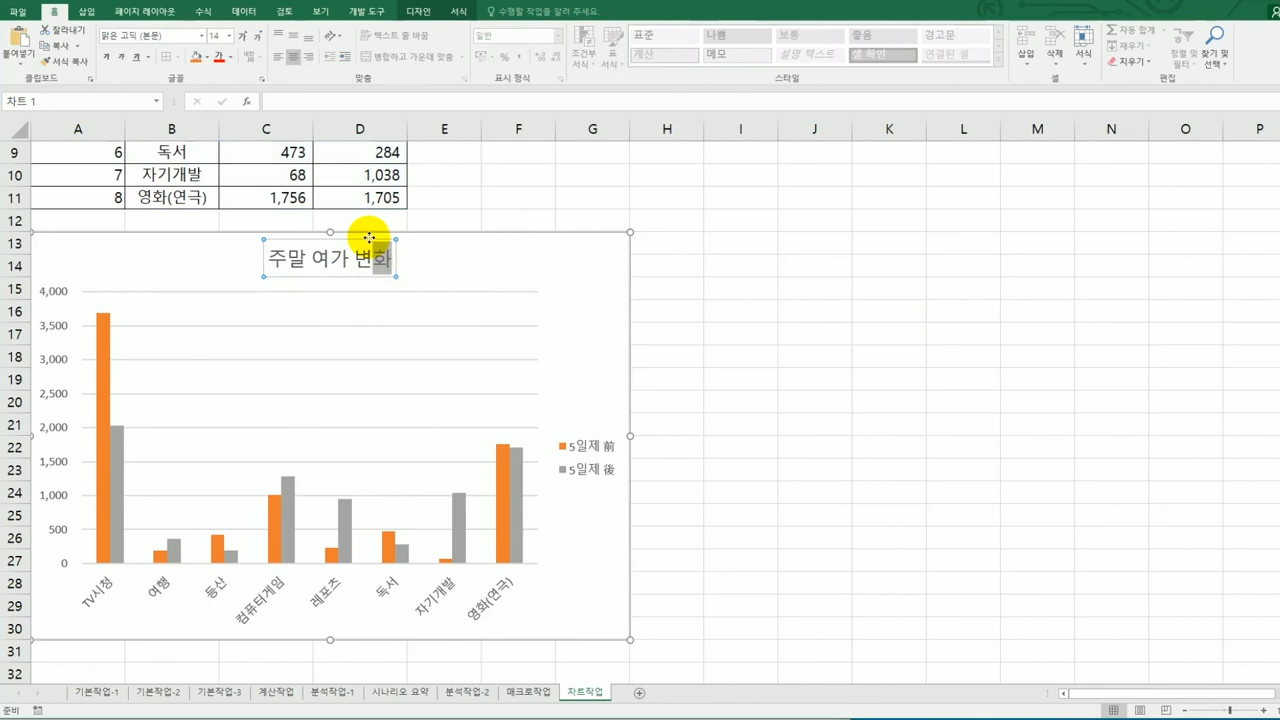 파일 홈 삽입 페이지 레이아웃 수식 데이터 검토 보기 개발 도구 디자인 서식 수행할 작업을 알려 주세요.
잘라내기 맑은 고딕 (본문) 14 텍스트 줄 바꿈 일반 표준 나쁨 보통 좋음 경고문 자동 합계
붙여넣기 복사 조건부 서식 표 서식 삽입 삭제 서식 채우기 정렬 및 필터 찾기 및 선택
서식 복사 가 가 가 병합하고 가운데 맞춤 계산 메모 설명 텍스트 셀 확인 연결된 셀 지우기
클립보드 글꼴 맞춤 표시 형식 스타일 셀 편집
차트 1 fx
A B C D E F G H I J K L M N O P
9 6 독서 473 284
10 7 자기개발 68 1,038
11 8 영화(연극) 1,756 1,705
12
13
14
15
16
17
18
19
20
21
22
23
24
25
26
27
28
29
30
31
32
주말 여가 변화
4,000
3,500
3,000
2,500
2,000
1,500
1,000
500
0
5일제 前
5일제 後
TV시청 여행 등산 컴퓨터게임 레포츠 독서 자기개발 영화(연극)
기본작업-1 기본작업-2 기본작업-3 계산작업 분석작업-1 시나리오 요약 분석작업-2 매크로작업 차트작업
준비